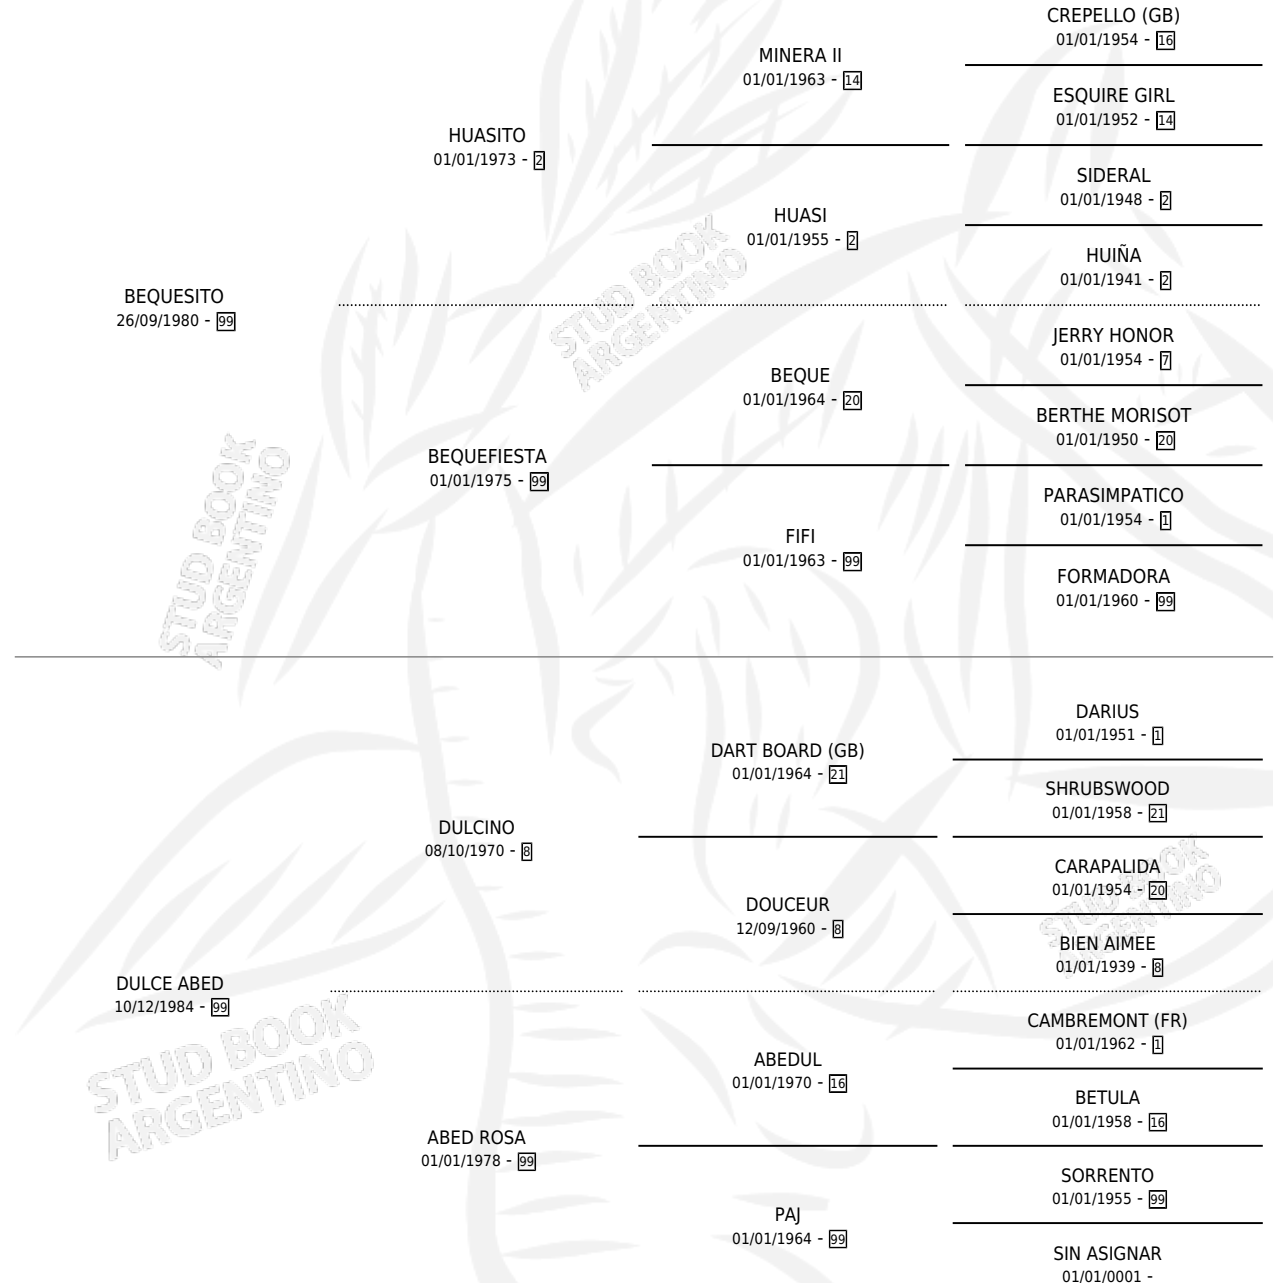 CREPELLO (GB)
01/01/1954 - 16
MINERA II
01/01/1963 - 14
ESQUIRE GIRL
01/01/1952 - 14
HUASITO
01/01/1973 - 2
SIDERAL
01/01/1948 - 2
HUASI
01/01/1955 - 2
HUIÑA
01/01/1941 - 2
BEQUESITO
26/09/1980 - 99
JERRY HONOR
01/01/1954 - 7
BEQUE
01/01/1964 - 20
BERTHE MORISOT
01/01/1950 - 20
BEQUEFIESTA
01/01/1975 - 99
PARASIMPATICO
01/01/1954 - 1
FIFI
01/01/1963 - 99
FORMADORA
01/01/1960 - 99
STUD BOOK
ARGENTINO
STUD BOOK
ARGENTINO
DARIUS
01/01/1951 - 1
DART BOARD (GB)
01/01/1964 - 21
SHRUBSWOOD
01/01/1958 - 21
DULCINO
08/10/1970 - 8
CARAPALIDA
01/01/1954 - 20
DOUCEUR
12/09/1960 - 8
BIEN AIMEE
01/01/1939 - 8
DULCE ABED
10/12/1984 - 99
CAMBREMONT (FR)
01/01/1962 - 1
ABEDUL
01/01/1970 - 16
BETULA
01/01/1958 - 16
ABED ROSA
01/01/1978 - 99
SORRENTO
01/01/1955 - 99
PAJ
01/01/1964 - 99
SIN ASIGNAR
01/01/0001 -
STUD BOOK
ARGENTINO
STUD BOOK
ARGENTINO